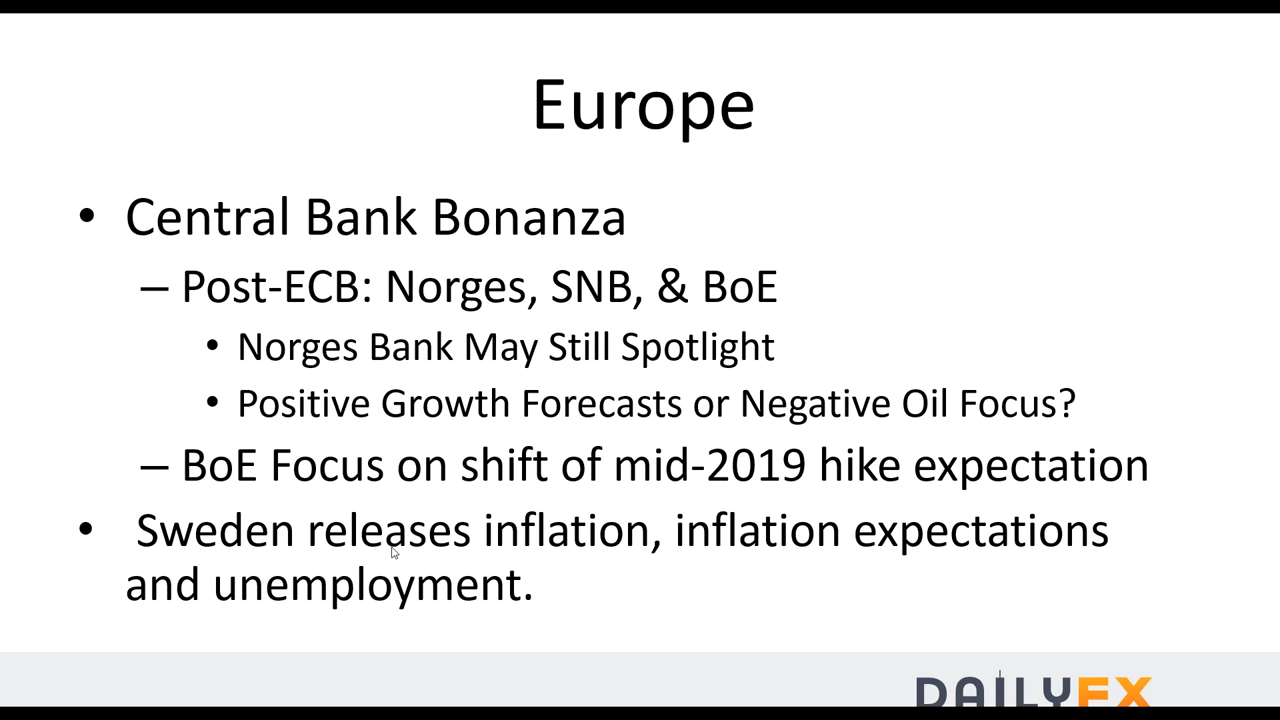 Europe
• Central Bank Bonanza
– Post-ECB: Norges, SNB, & BoE
• Norges Bank May Still Spotlight
• Positive Growth Forecasts or Negative Oil Focus?
– BoE Focus on shift of mid-2019 hike expectation
• Sweden releases inflation, inflation expectations
and unemployment.
DAILYFX